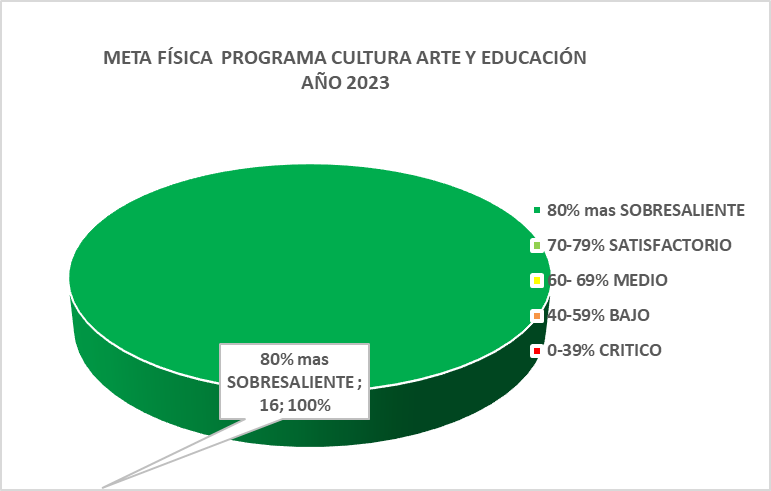 META FÍSICA  PROGRAMA CULTURA ARTE Y EDUCACIÓN
AÑO 2023
80% mas SOBRESALIENTE
70-79% SATISFACTORIO
60- 69% MEDIO
40-59% BAJO
0-39% CRITICO
80% mas
SOBRESALIENTE ;
16; 100%